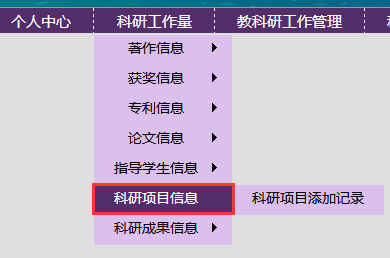 个人中心 科研工作量 教科研工作管理
著作信息
获奖信息
专利信息
论文信息
指导学生信息
科研项目信息 科研项目添加记录
科研成果信息